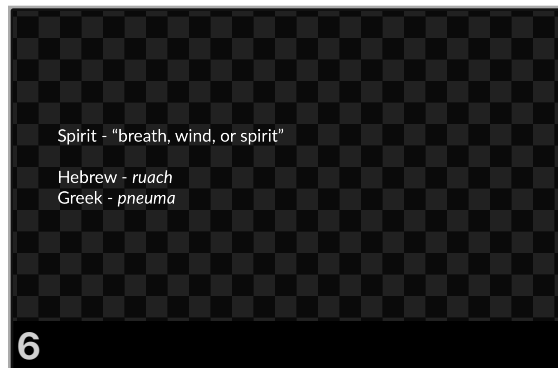 Spirit - “breath, wind, or spirit”
Hebrew - ruach
Greek - pneuma
6